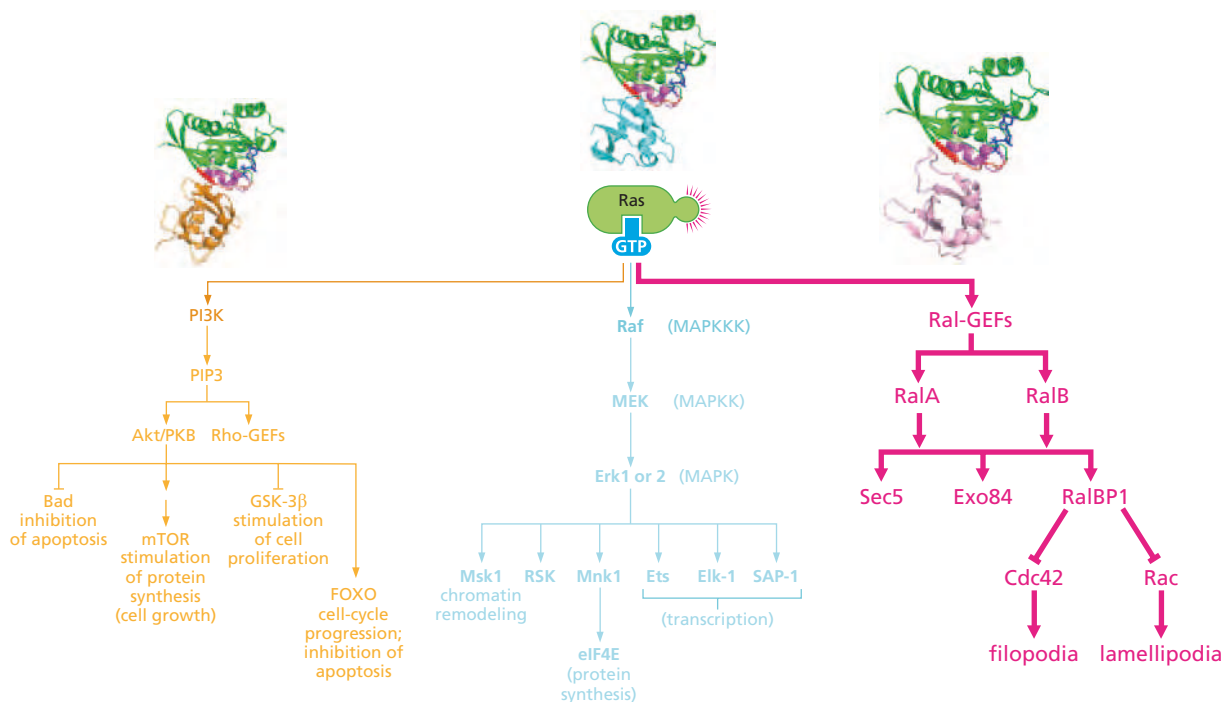 Ras
GTP
PI3K
PIP3
Akt/PKB
Rho-GEFs
Bad
inhibition
of apoptosis
mTOR
stimulation
of protein
synthesis
(cell growth)
GSK-3β
stimulation
of cell
proliferation
FOXO
cell-cycle
progression;
inhibition of
apoptosis
Raf (MAPKKK)
MEK (MAPKK)
Erk1 or 2 (MAPK)
Msk1
chromatin
remodeling
RSK
Mnk1
eIF4E
(protein
synthesis)
Ets
Elk-1
SAP-1
(transcription)
Ral-GEFs
RalA
RalB
Sec5
Exo84
RalBP1
Cdc42
Rac
filopodia
lamellipodia